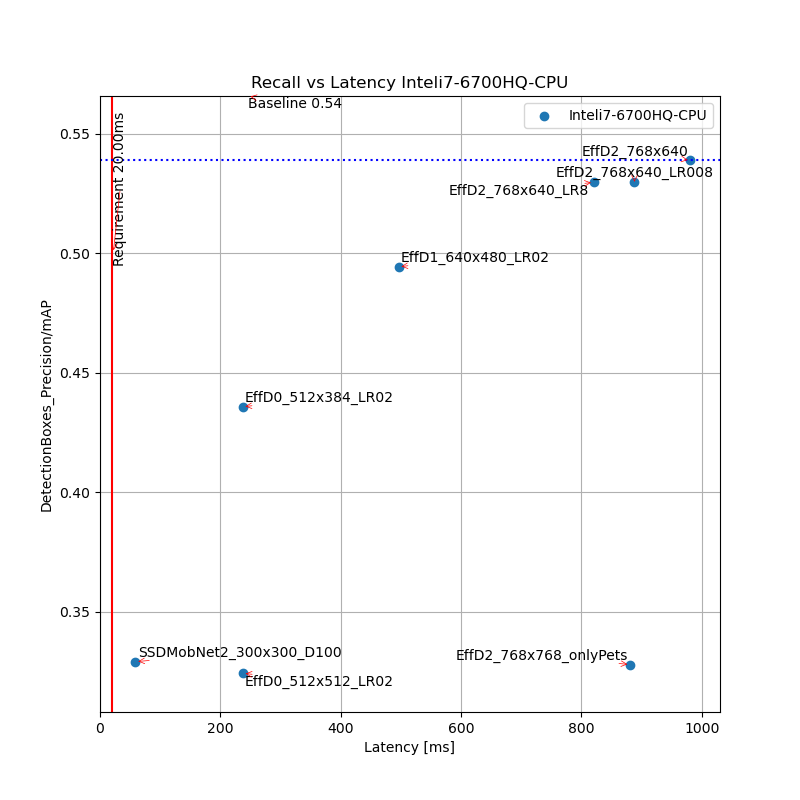 Recall vs Latency Inteli7-6700HQ-CPU
Baseline 0.54
Inteli7-6700HQ-CPU
Requirement 20.00ms
EffD2_768x640
EffD2_768x640_LR008
EffD2_768x640_LR8
EffD1_640x480_LR02
EffD0_512x384_LR02
SSDMobNet2_300x300_D100
EffD2_768x768_onlyPets
EffD0_512x512_LR02
DetectionBoxes_Precision/mAP
0.55
0.50
0.45
0.40
0.35
0
200
400
600
800
1000
Latency [ms]